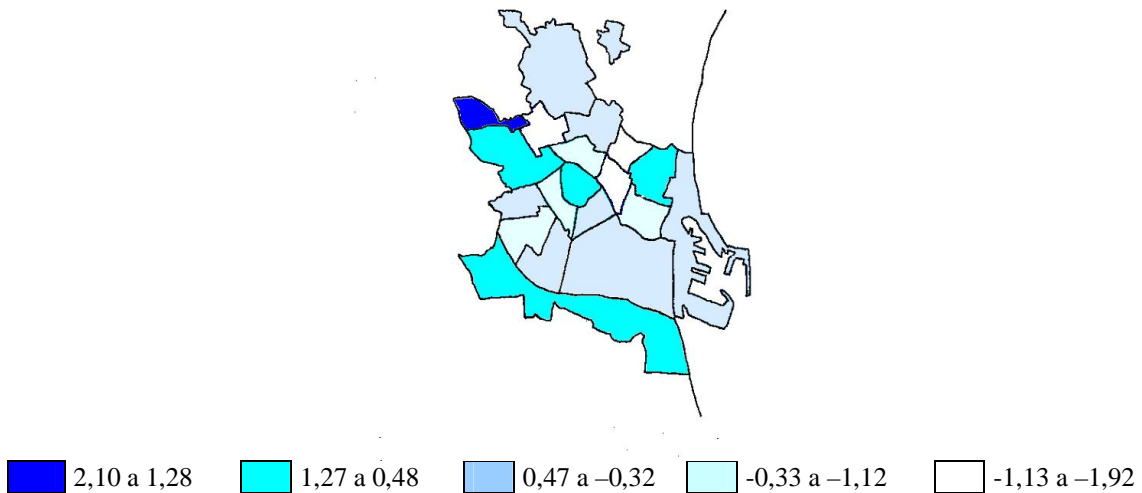 2,10 a 1,28 1,27 a 0,48 0,47 a –0,32 -0,33 a –1,12 -1,13 a –1,92